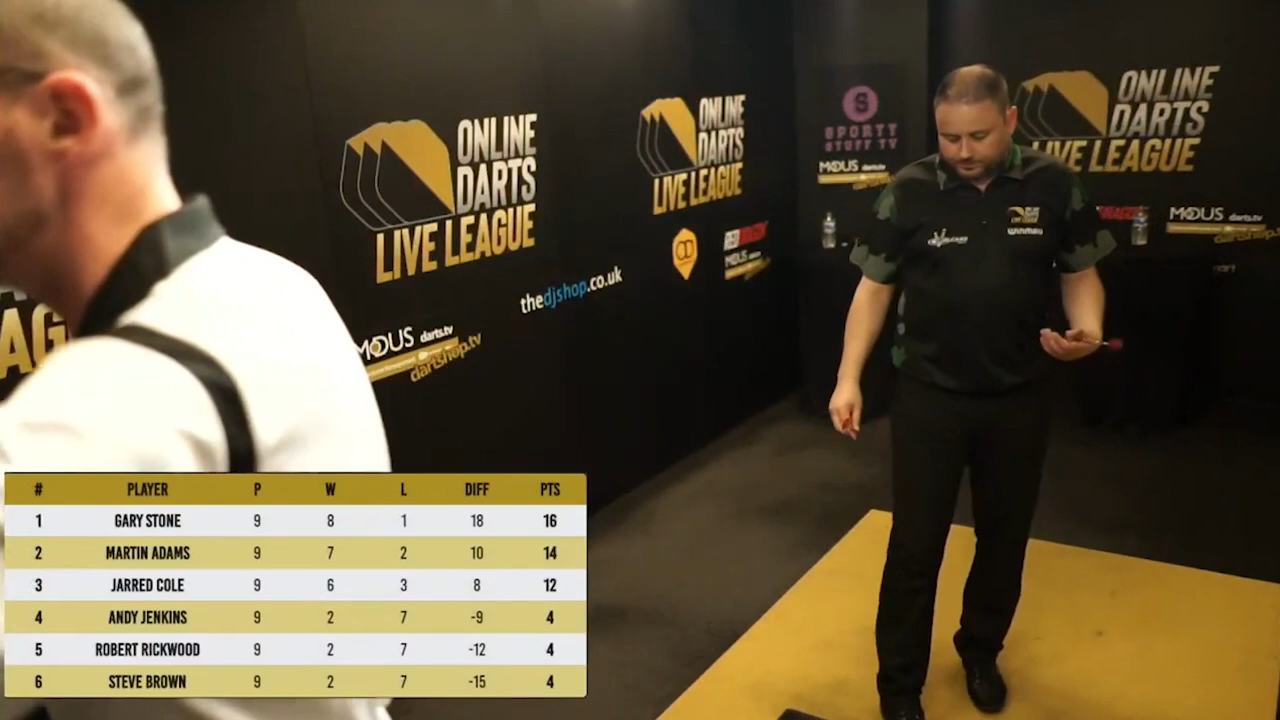 ONLINE
DARTS
LIVE LEAGUE
ONLINE
DARTS
LIVE LEAGUE
S
SPORTY
STUFF TV
MODUS darts.tv
ONLINE
DARTS
LIVE LEAGUE
MODUS darts.tv
thedjshop.co.uk
MODUS darts.tv
dartshop.tv
MODUS
winmau
# PLAYER P W L DIFF PTS
1 GARY STONE 9 8 1 18 16
2 MARTIN ADAMS 9 7 2 10 14
3 JARRED COLE 9 6 3 8 12
4 ANDY JENKINS 9 2 7 -9 4
5 ROBERT RICKWOOD 9 2 7 -12 4
6 STEVE BROWN 9 2 7 -15 4